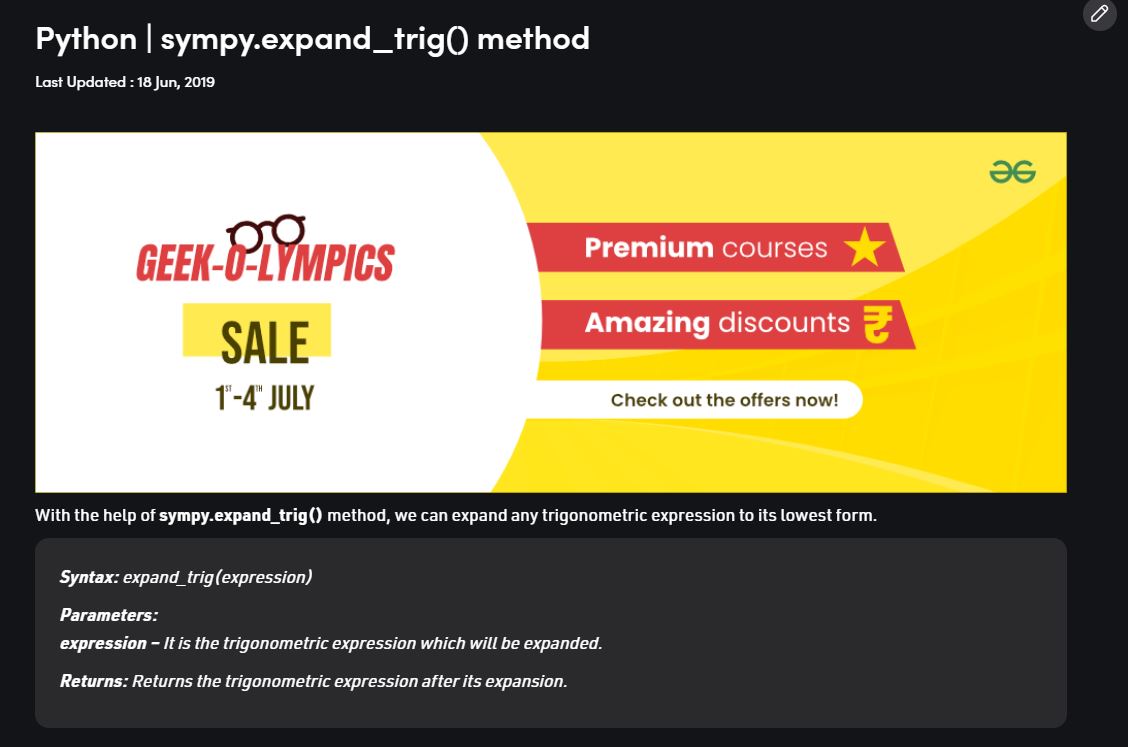 Python | sympy.expand_trig() method
Last Updated : 18 Jun, 2019
GEEK-O-LYMPICS
SALE
1ST-4TH JULY
Premium courses
Amazing discounts ₹
Check out the offers now!
With the help of sympy.expand_trig() method, we can expand any trigonometric expression to its lowest form.
Syntax: expand_trig(expression)
Parameters:
expression – It is the trigonometric expression which will be expanded.
Returns: Returns the trigonometric expression after its expansion.